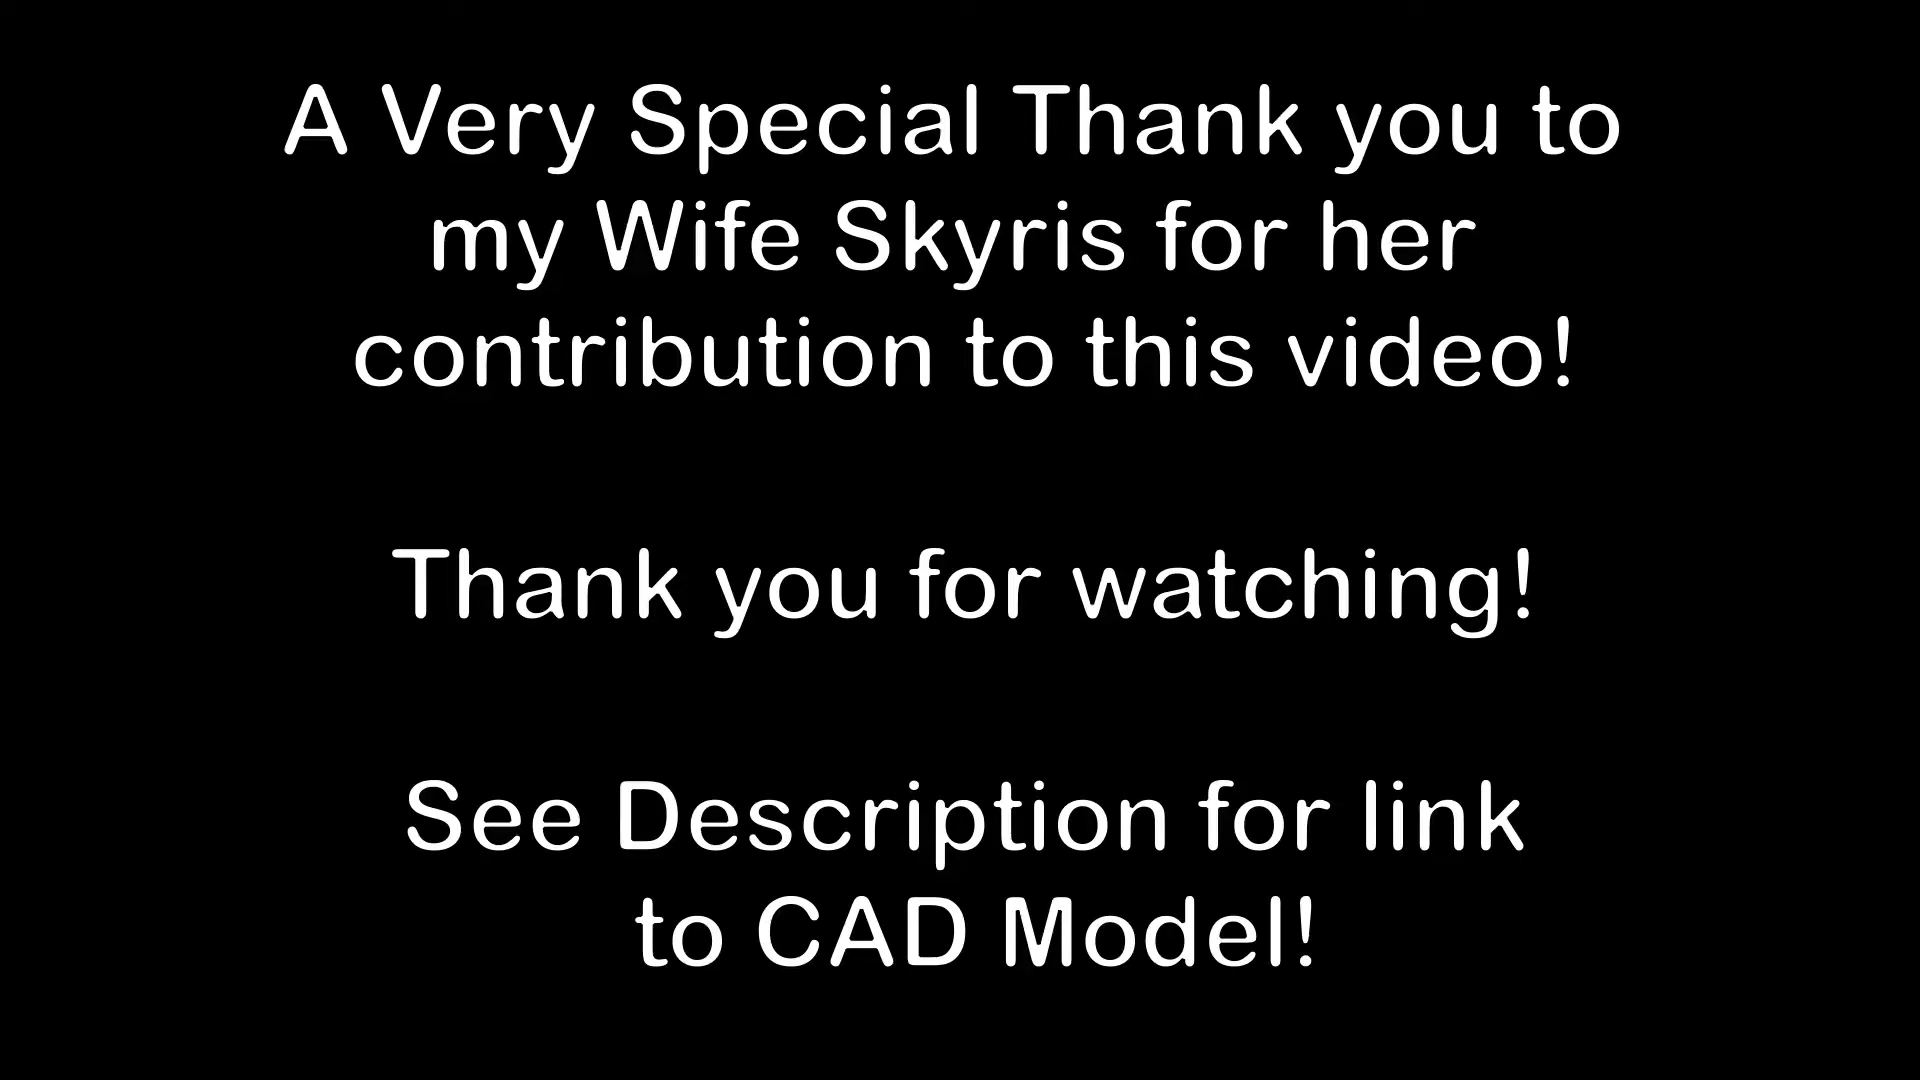 A Very Special Thank you to
my Wife Skyris for her
contribution to this video!
Thank you for watching!
See Description for link
to CAD Model!